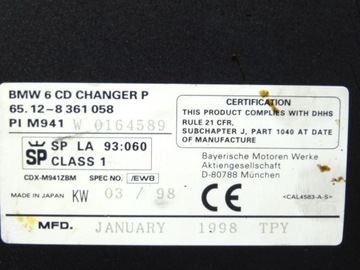 BMW 6 CD CHANGER P
65.12-8 361 058
PI M941 W 0164589
SP SP LA 93:060
CLASS 1
CDX-M941ZBM SPEC NO. /EWB
MADE IN JAPAN KW 03 / 98
CERTIFICATION
THIS PRODUCT COMPLIES WITH DHHS
RULE 21 CFR,
SUBCHAPTER J, PART 1040 AT DATE
OF MANUFACTURE
Bayerische Motoren Werke
Aktiengesellschaft
D-80788 München
CE
<CAL4583-A-S>
MFD. JANUARY 1998 TPY